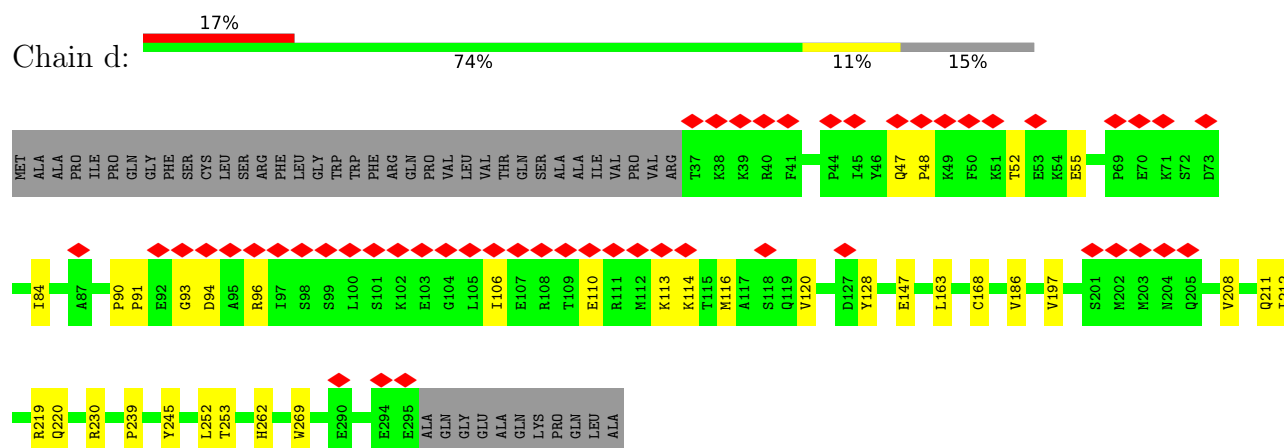 17%
Chain d:
74% 11% 15%
MET ALA ALA PRO ILE PRO GLN GLY PHE SER CYS LEU SER ARG PHE LEU GLY TRP TRP PHE ARG GLN PRO VAL LEU VAL THR GLN SER ALA ALA ILE VAL PRO VAL ARG T37 K38 K39 R40 F41 P44 I45 Y46 Q47 P48 K49 F50 K51 T52 E53 K54 E55 P69 E70 K71 S72 D73
I84 A87 P90 P91 E92 G93 D94 A95 R96 I97 S98 S99 L100 S101 K102 E103 G104 L105 I106 E107 R108 T109 E110 R111 M112 K113 K114 T115 M116 A117 S118 Q119 V120 D127 Y128 E147 L163 C168 V186 V197 S201 M202 M203 N204 Q205 V208 Q211
R219 Q220 R230 P239 Y245 L252 T253 H262 W269 E290 E294 E295 ALA GLN GLY GLU ALA GLN LYS PRO GLN LEU ALA